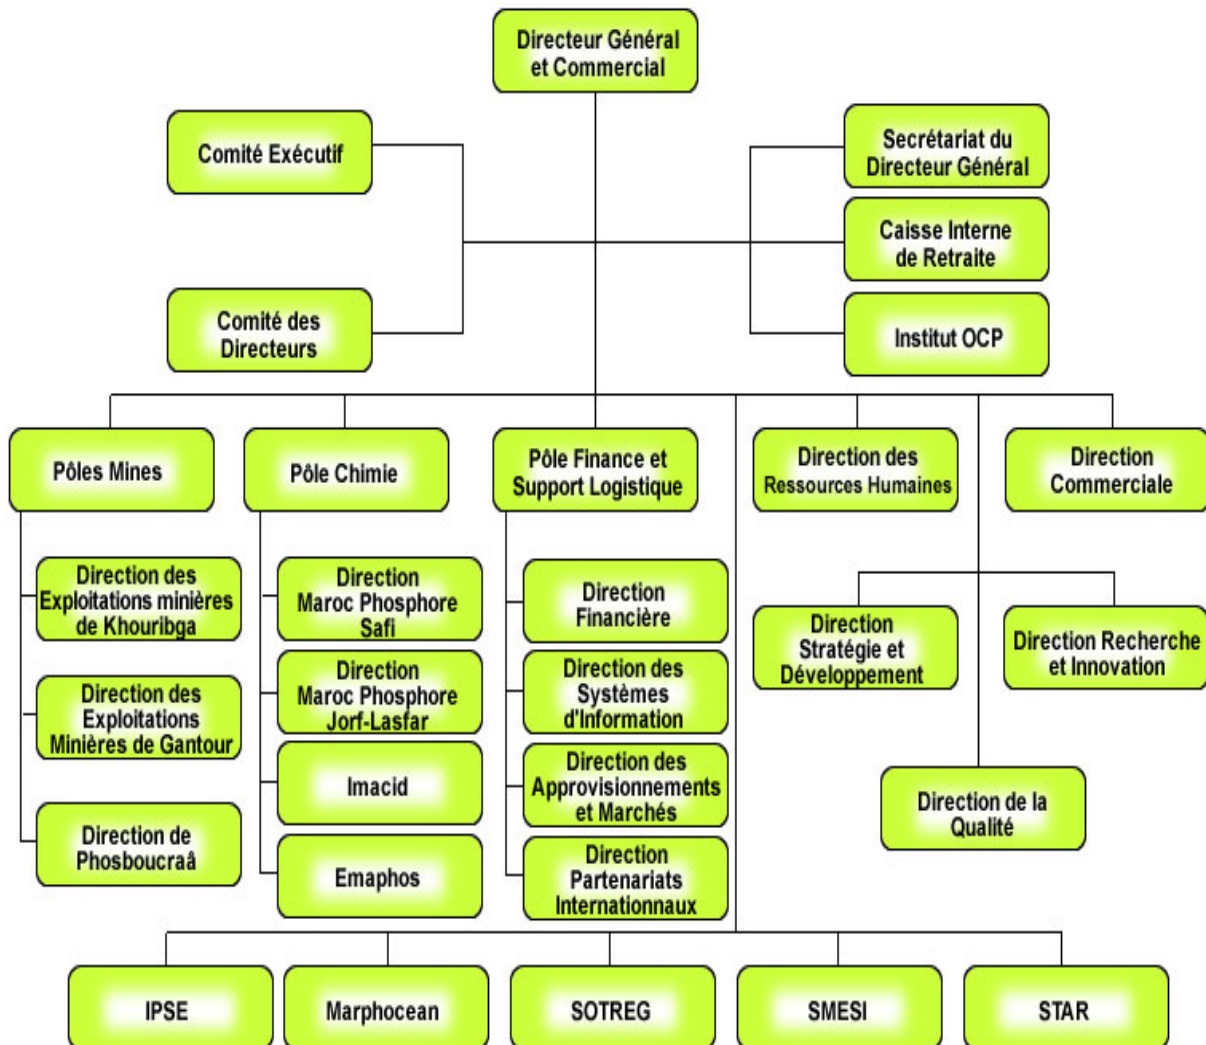 Directeur Général
et Commercial
Comité Exécutif
Secrétariat du
Directeur Général
Caisse Interne
de Retraite
Comité des
Directeurs
Institut OCP
Pôles Mines
Pôle Chimie
Pôle Finance et
Support Logistique
Direction des
Ressources Humaines
Direction
Commerciale
Direction des
Exploitations minières
de Khouribga
Direction des
Exploitations
Minières de Gantour
Direction de
Phosboucraâ
Direction
Maroc Phosphore
Safi
Direction
Maroc Phosphore
Jorf-Lasfar
Imacid
Emaphos
Direction
Financière
Direction des
Systèmes
d'Information
Direction des
Approvisionnements
et Marchés
Direction
Partenariats
Internationnaux
Direction
Stratégie et
Développement
Direction Recherche
et Innovation
Direction de la
Qualité
IPSE
Marphocean
SOTREG
SMESI
STAR